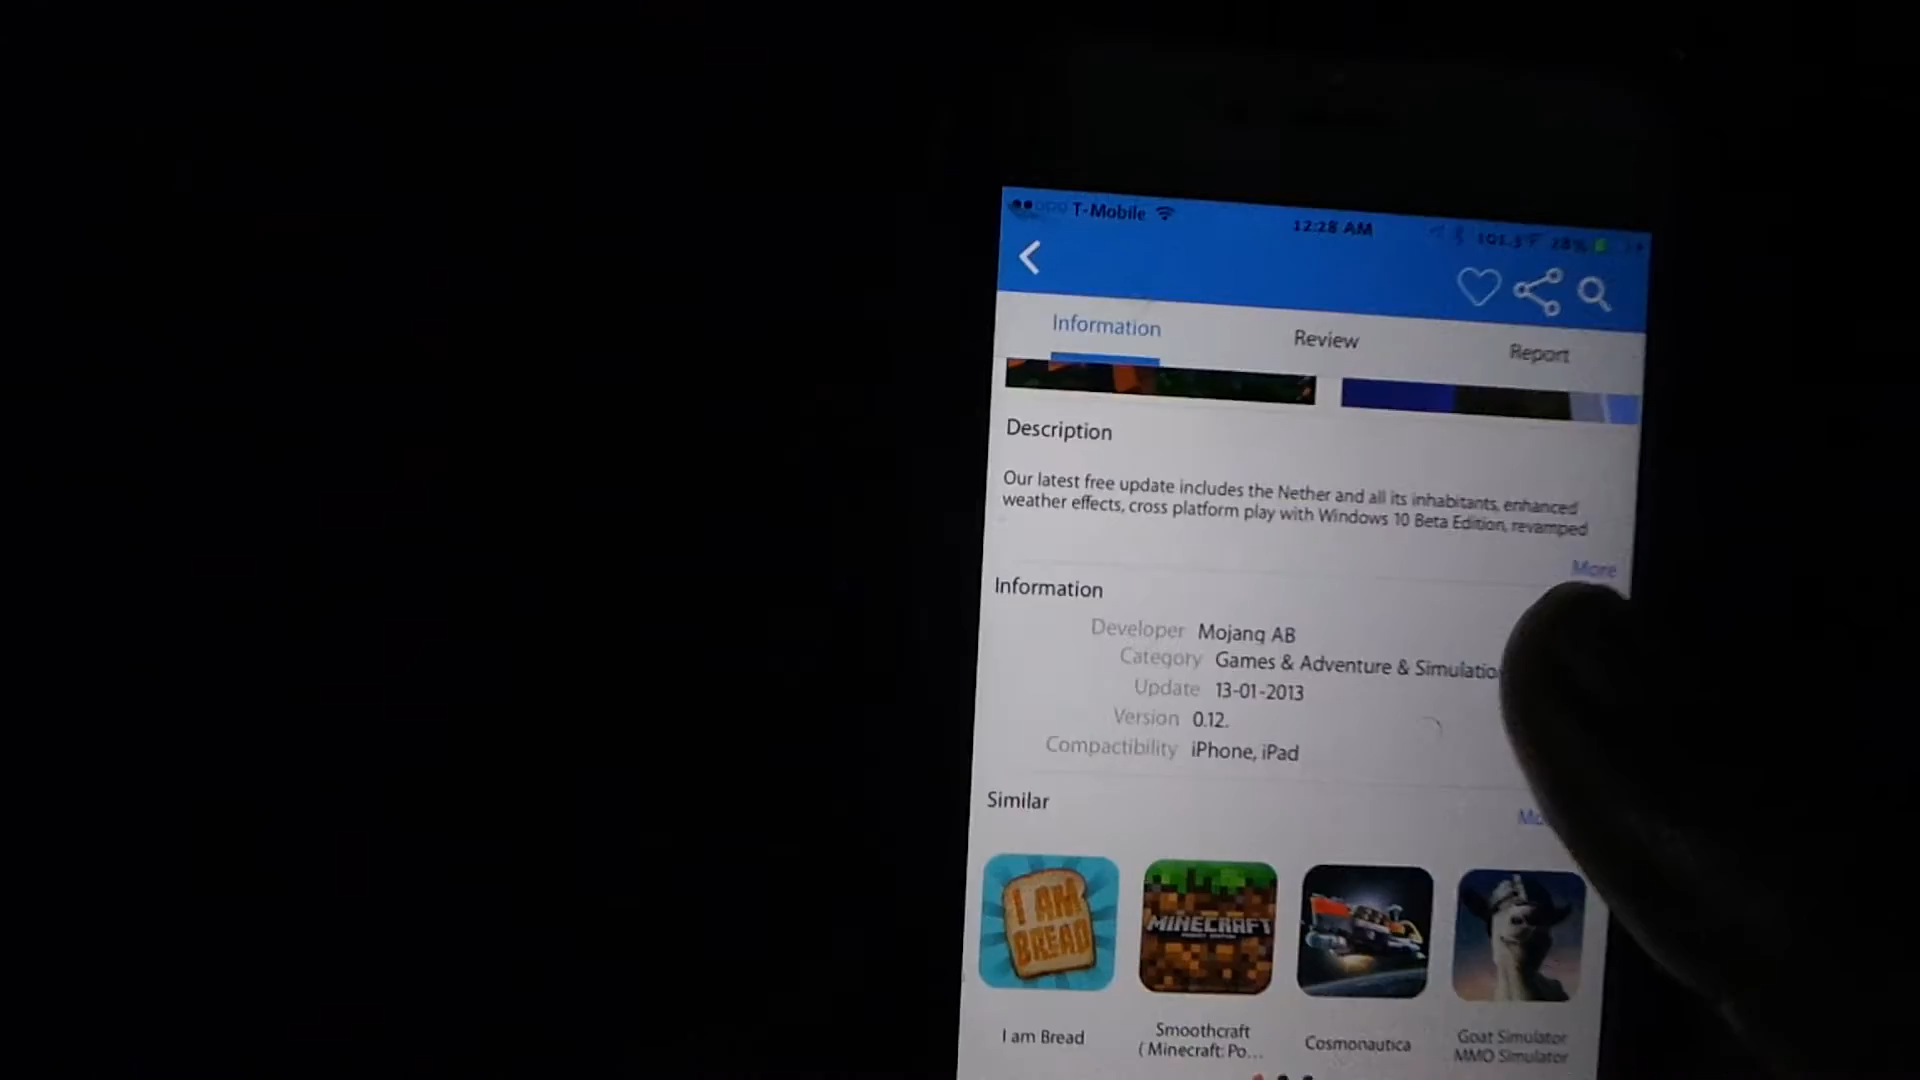 T-Mobile
12:28 AM
28%
Information
Review
Report
Description
Our latest free update includes the Nether and all its inhabitants, enhanced
weather effects, cross platform play with Windows 10 Beta Edition, revamped
More
Information
Developer Mojang AB
Category Games & Adventure & Simulatio
Update 13-01-2013
Version 0.12.
Compactibility iPhone, iPad
Similar
I AM
BREAD
MINECRAFT
I am Bread
Smoothcraft
( Minecraft: Po...
Cosmonautica
Goat Simulator
MMO Simulator